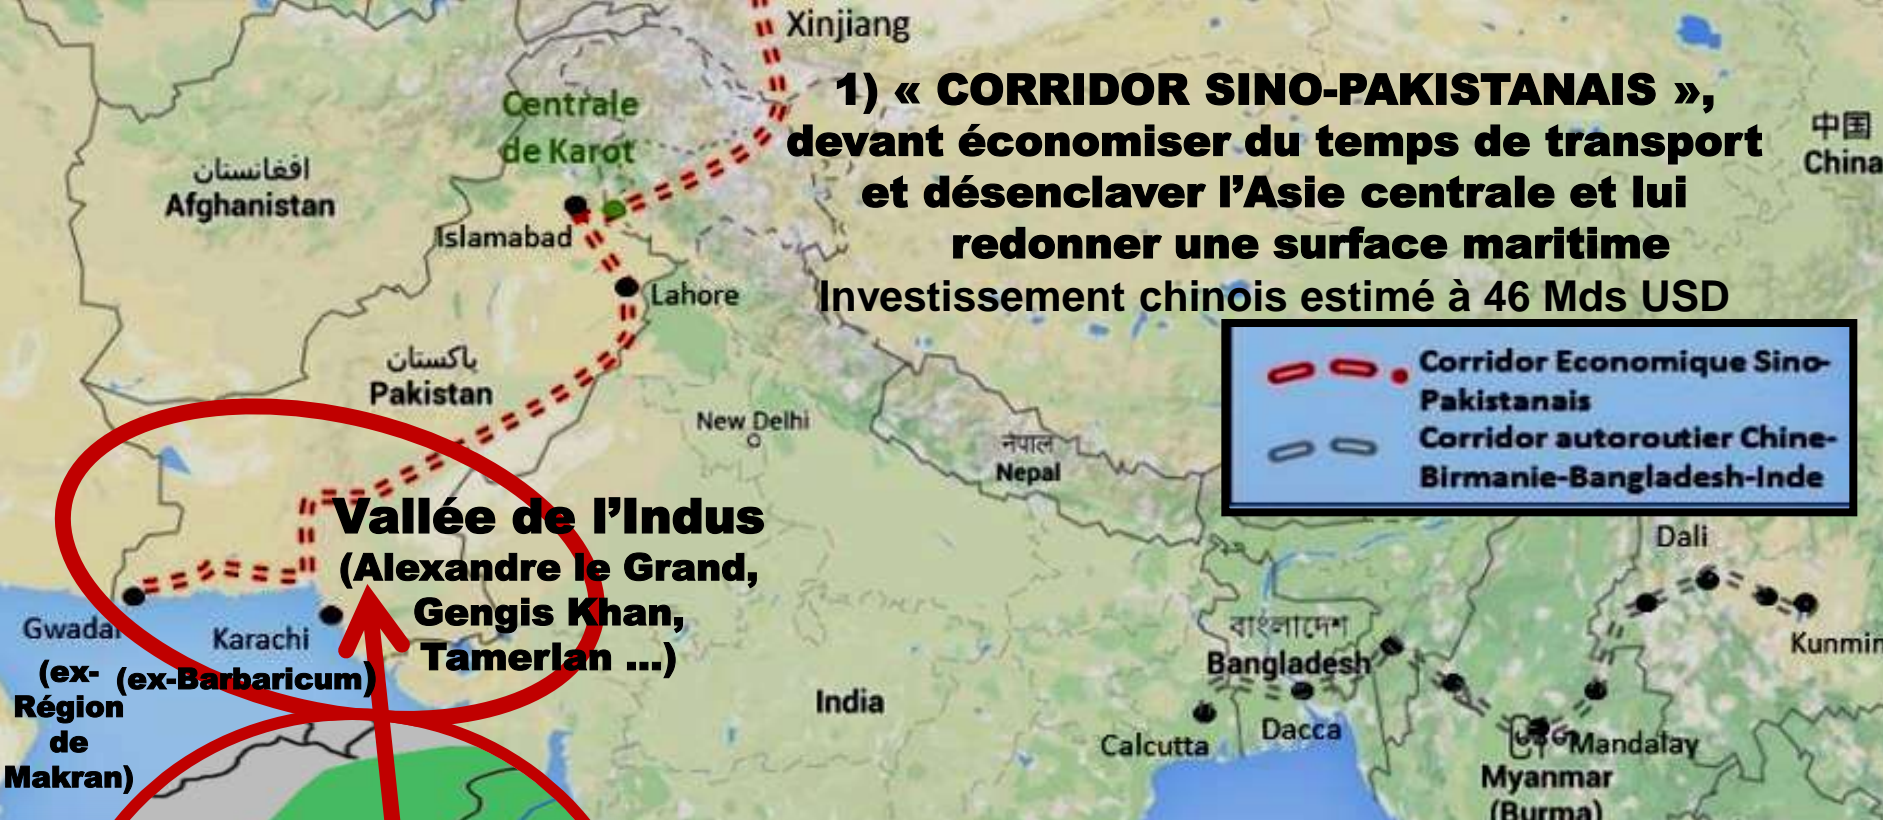 Xinjiang
1) « CORRIDOR SINO-PAKISTANAIS »,
devant économiser du temps de transport
et désenclaver l’Asie centrale et lui
redonner une surface maritime
Investissement chinois estimé à 46 Mds USD
中国
China
Centrale
de Karot
افغانستان
Afghanistan
Islamabad
Lahore
پاکستان
Pakistan
New Delhi
नेपाल
Nepal
Corridor Economique Sino-
Pakistanais
Corridor autoroutier Chine-
Birmanie-Bangladesh-Inde
Vallée de l’Indus
(Alexandre le Grand,
Gengis Khan,
Tamerlan ...)
Gwadar
(ex-
Région
de
Makran)
Karachi
(ex-Barbaricum)
India
বাংলাদেশ
Bangladesh
Calcutta
Dacca
Dali
Kunmin
Mandalay
Myanmar
(Burma)